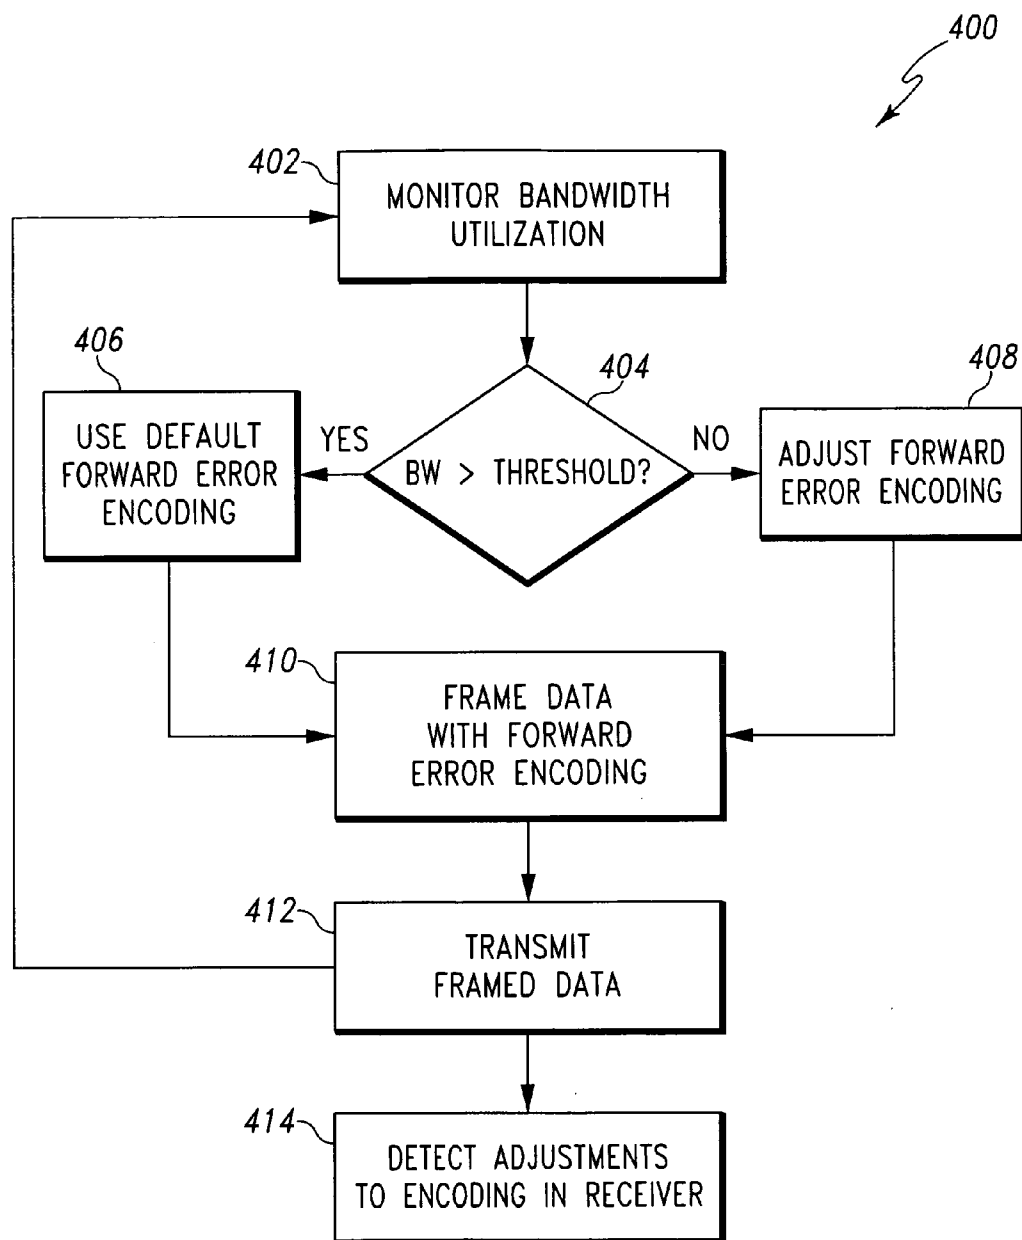 400
402
MONITOR BANDWIDTH
UTILIZATION
406
404
408
USE DEFAULT
FORWARD ERROR
ENCODING
YES
BW > THRESHOLD?
NO
ADJUST FORWARD
ERROR ENCODING
410
FRAME DATA
WITH FORWARD
ERROR ENCODING
412
TRANSMIT
FRAMED DATA
414
DETECT ADJUSTMENTS
TO ENCODING IN RECEIVER